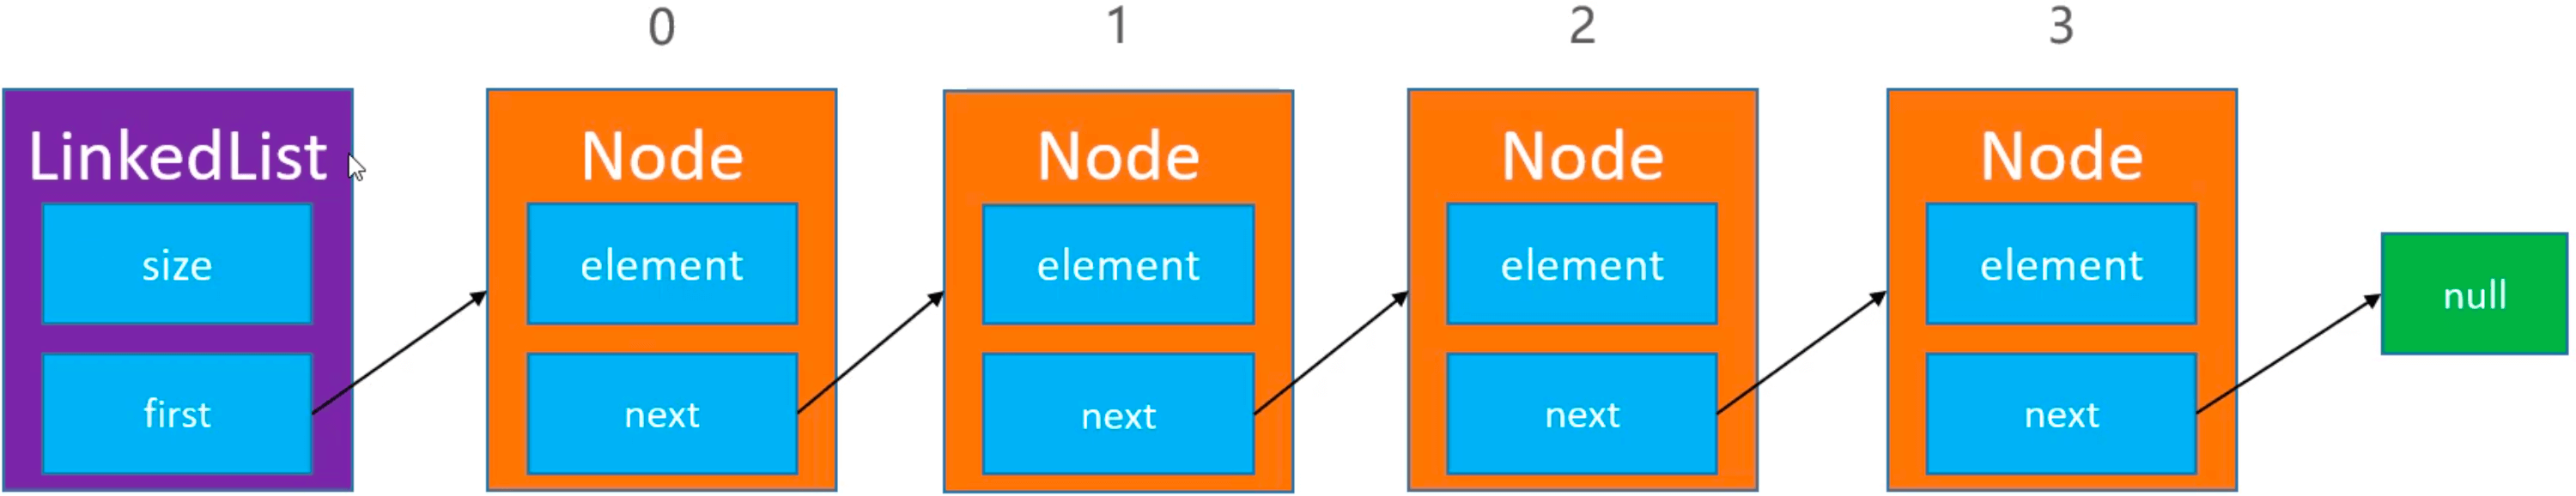 0 1 2 3
LinkedList Node Node Node Node
size element element element element null
first next next next next